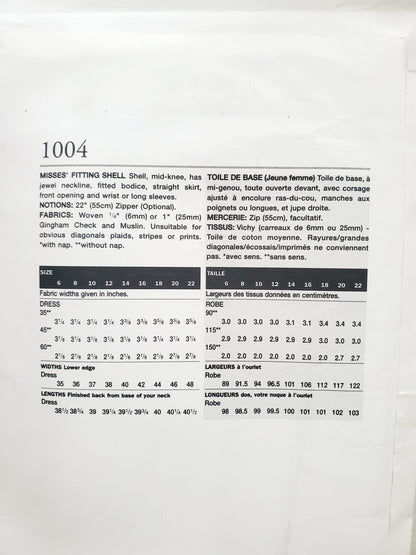 1004
MISSES' FITTING SHELL Shell, mid-knee, has
jewel neckline, fitted bodice, straight skirt,
front opening and wrist or long sleeves.
NOTIONS: 22" (55cm) Zipper (Optional).
FABRICS: Woven ¼" (6mm) or 1" (25mm)
Gingham Check and Muslin. Unsuitable for
obvious diagonals plaids, stripes or prints.
*with nap. **without nap.
SIZE
6 8 10 12 14 16 18 20 22
Fabric widths given in inches.
DRESS
35**
3¼ 3¼ 3¼ 3¼ 3⅜ 3⅜ 3⅝ 3⅝ 3⅝
45**
3⅛ 3⅛ 3⅛ 3⅛ 3⅛ 3⅛ 3¼ 3¼ 3¼
60**
2⅛ 2⅛ 2⅛ 2⅛ 2⅛ 2⅛ 2⅛ 2⅞ 2⅞
WIDTHS Lower edge
Dress
35 36 37 38 40 42 44 46 48
LENGTHS Finished back from base of your neck
Dress
38½ 38¾ 39 39¼ 39½ 39¾ 40 40¼ 40½
TOILE DE BASE (Jeune femme) Toile de base, à
mi-genou, toute ouverte devant, avec corsage
ajusté à encolure ras-du-cou, manches aux
poignets ou longues, et jupe droite.
MERCERIE: Zip (55cm), facultatif.
TISSUS: Vichy (carreaux de 6mm ou 25mm) -
Toile de coton moyenne. Rayures/grandes
diagonales/écossais/imprimés ne conviennent
pas. *avec sens. **sans sens.
TAILLE
6 8 10 12 14 16 18 20 22
Largeurs des tissus données en centimètres.
ROBE
90**
3.0 3.0 3.0 3.0 3.1 3.1 3.4 3.4 3.4
115**
2.9 2.9 2.9 2.9 2.9 2.9 3.0 3.0 3.0
150**
2.0 2.0 2.0 2.0 2.0 2.0 2.0 2.7 2.7
LARGEURS à l'ourlet
Robe
89 91.5 94 96.5 101 106 112 117 122
LONGUEURS dos, votre nuque à l'ourlet
Robe
98 98.5 99 99.5 100 101 101 102 103